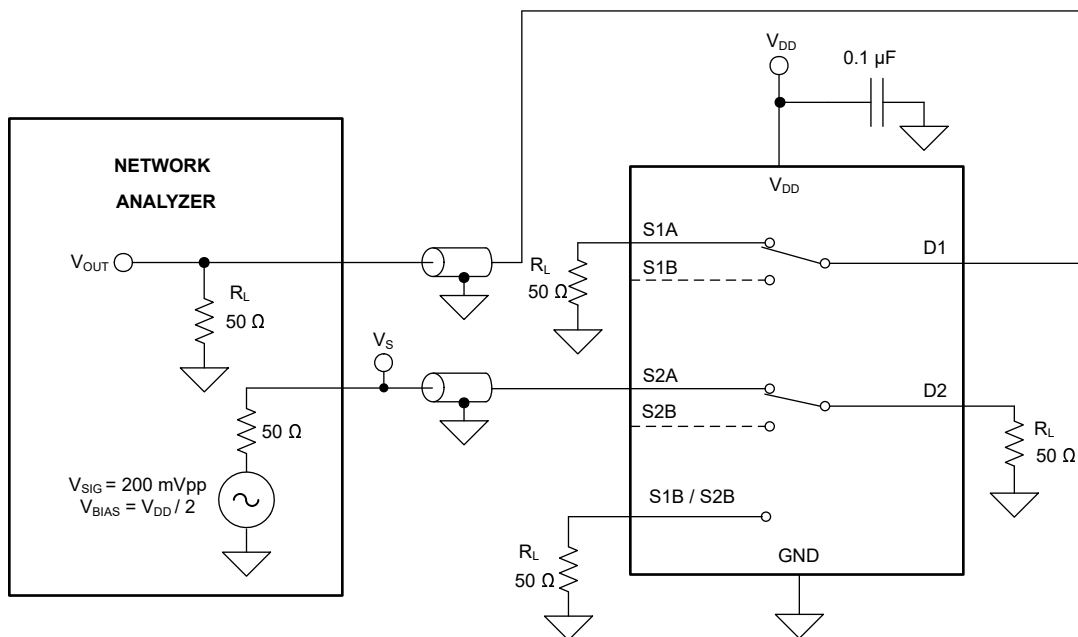 V_DD
0.1 µF
NETWORK
ANALYZER
V_DD
S1A
D1
V_OUT
S1B
R_L
50 Ω
R_L
50 Ω
V_S
S2A
D2
S2B
50 Ω
R_L
50 Ω
V_SIG = 200 mVpp
V_BIAS = V_DD / 2
S1B / S2B
R_L
50 Ω
GND